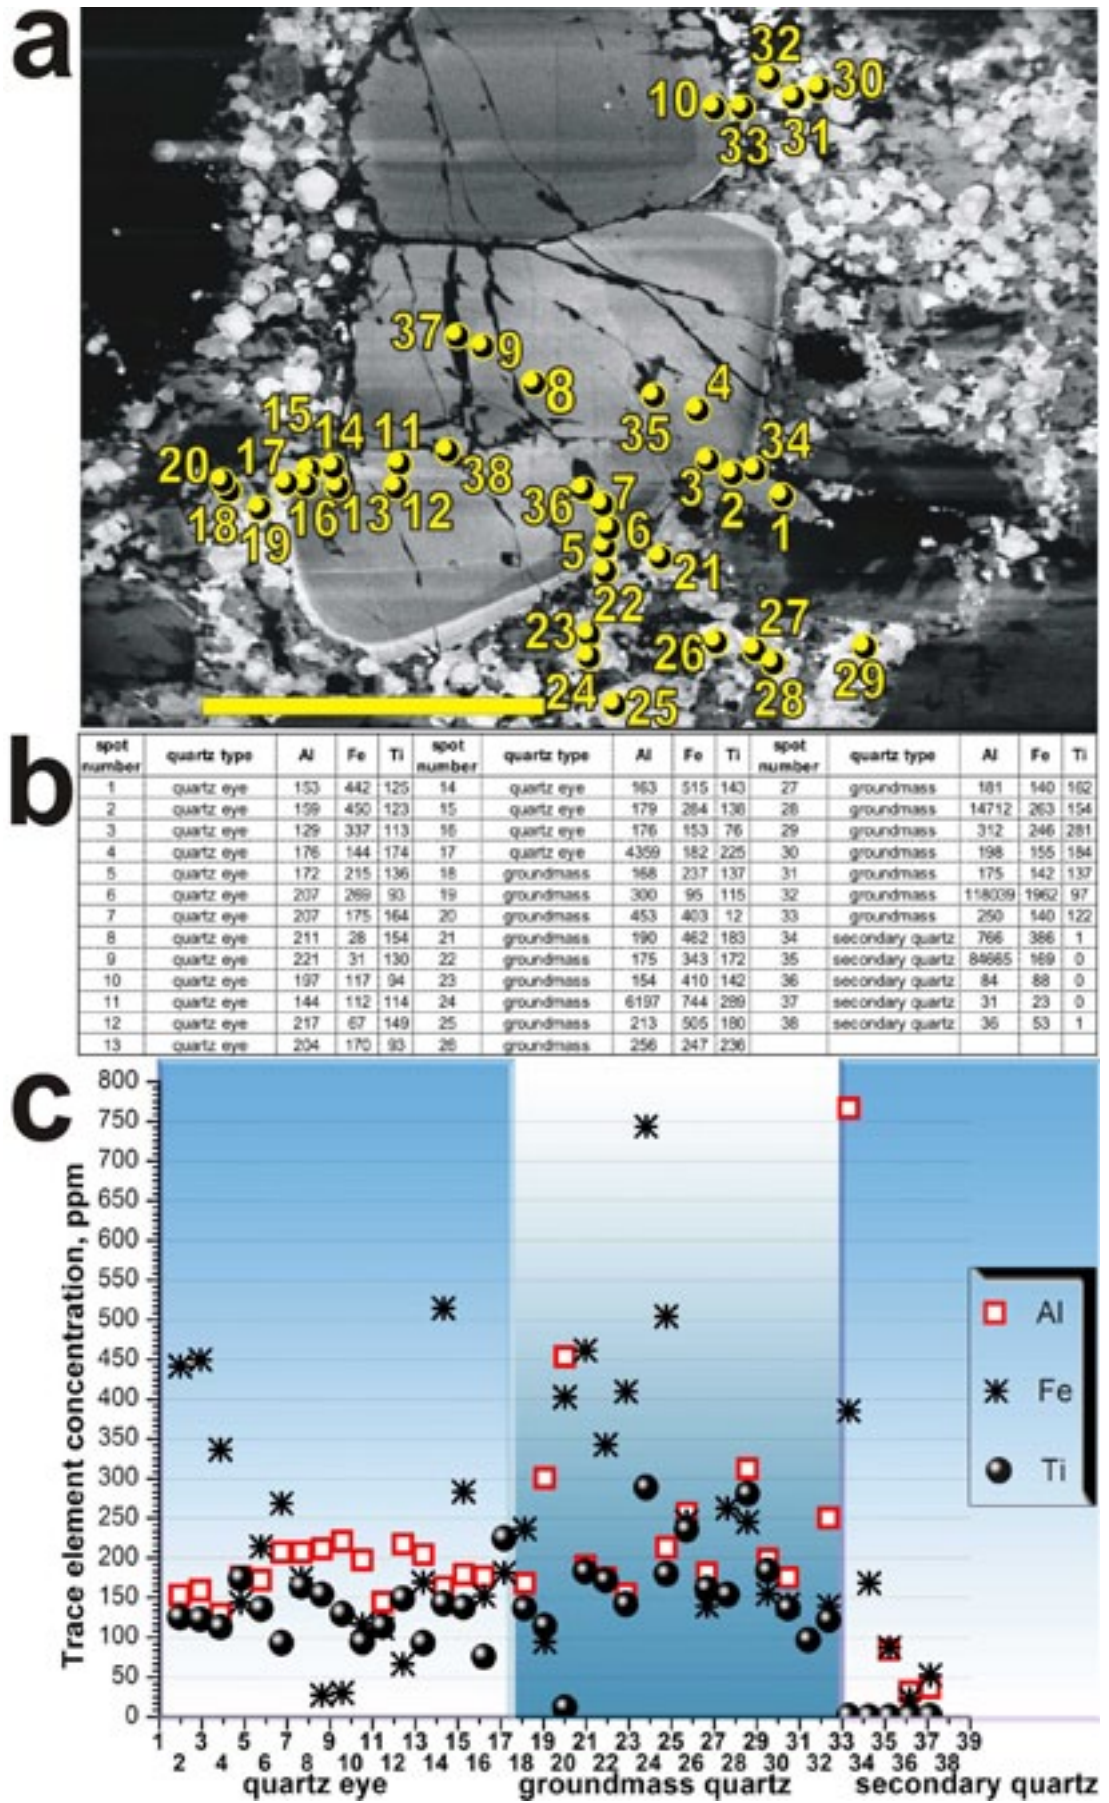 a
32
10
30
33
31
37
9
8
4
35
15
14
11
34
20
17
38
3
7
2
36
18
16
13
12
6
1
19
5
21
22
23
27
26
24
28
29
25
b
spot number quartz type Al Fe Ti spot number quartz type Al Fe Ti spot number quartz type Al Fe Ti
1 quartz eye 153 442 125 14 quartz eye 163 515 143 27 groundmass 181 140 162
2 quartz eye 159 450 123 15 quartz eye 179 284 138 28 groundmass 14712 263 154
3 quartz eye 129 337 113 16 quartz eye 176 153 76 29 groundmass 312 246 281
4 quartz eye 176 144 174 17 quartz eye 4359 182 225 30 groundmass 198 155 184
5 quartz eye 172 215 136 18 groundmass 168 237 137 31 groundmass 175 142 137
6 quartz eye 207 269 93 19 groundmass 300 95 115 32 groundmass 118039 1962 97
7 quartz eye 207 175 164 20 groundmass 453 403 12 33 groundmass 250 140 122
8 quartz eye 211 28 154 21 groundmass 190 462 183 34 secondary quartz 766 386 1
9 quartz eye 221 31 130 22 groundmass 175 343 172 35 secondary quartz 84665 169 0
10 quartz eye 197 117 94 23 groundmass 154 410 142 36 secondary quartz 84 88 0
11 quartz eye 144 112 114 24 groundmass 6197 744 289 37 secondary quartz 31 23 0
12 quartz eye 217 67 149 25 groundmass 213 505 180 38 secondary quartz 36 53 1
13 quartz eye 204 170 93 26 groundmass 256 247 236
c
Trace element concentration, ppm
800
750
700
650
600
550
500
450
400
350
300
250
200
150
100
50
0
Al
Fe
Ti
1 3 5 7 9 11 13 15 17 19 21 23 25 27 29 31 33 35 37 39
2 4 6 8 10 12 14 16 18 20 22 24 26 28 30 32 34 36 38
quartz eye groundmass quartz secondary quartz